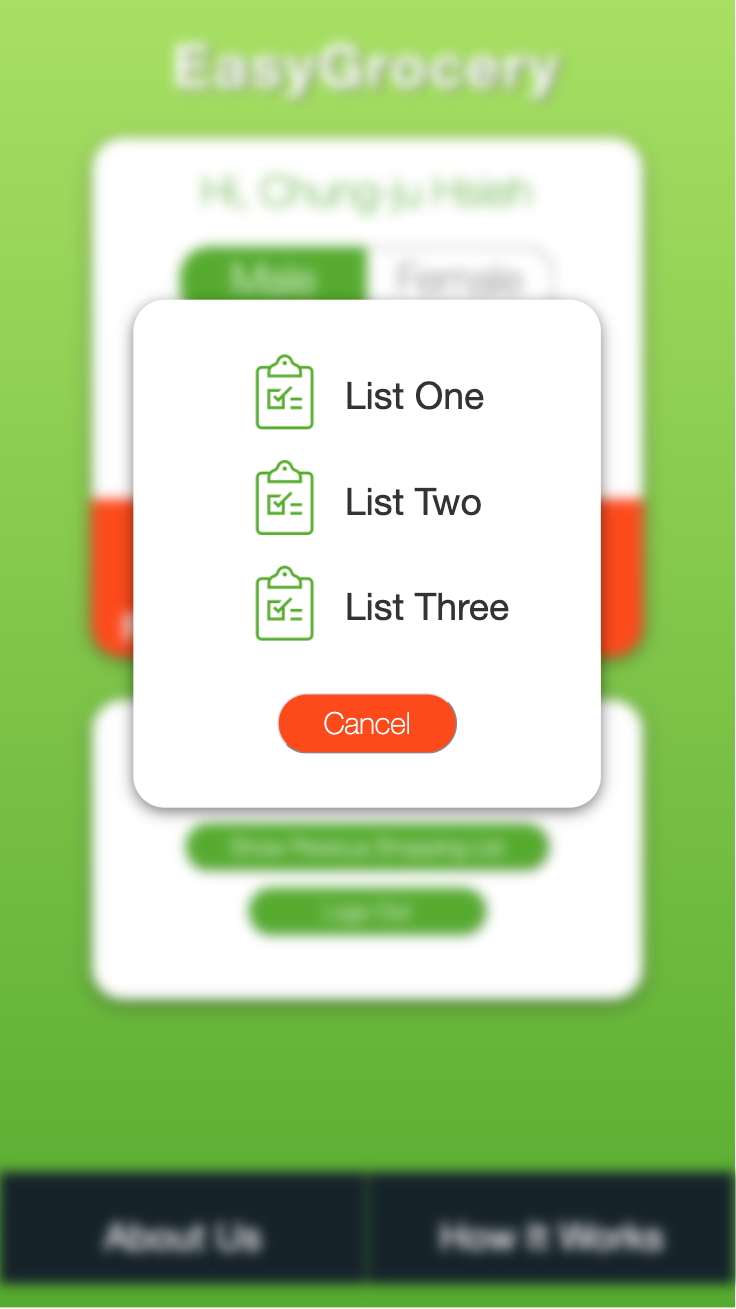 EasyGrocery
Hi, Chung-ju Hsieh
Male Female
List One
List Two
List Three
Cancel
Show Previous Shopping List
Logo Out
About Us How It Works